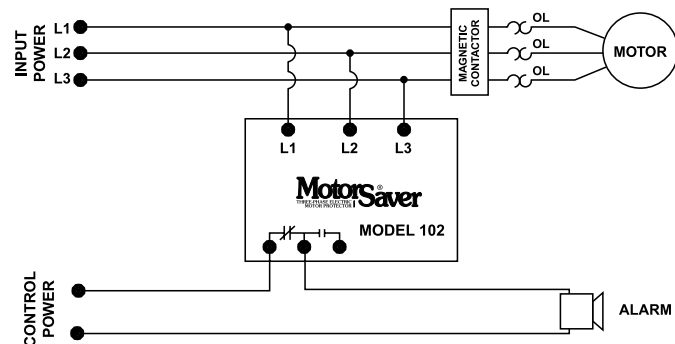 INPUT POWER
L1
L2
L3
MAGNETIC CONTACTOR
OL
OL
OL
MOTOR
L1 L2 L3
MotorSaver®
THREE-PHASE ELECTRIC
MOTOR PROTECTOR
MODEL 102
CONTROL POWER
ALARM